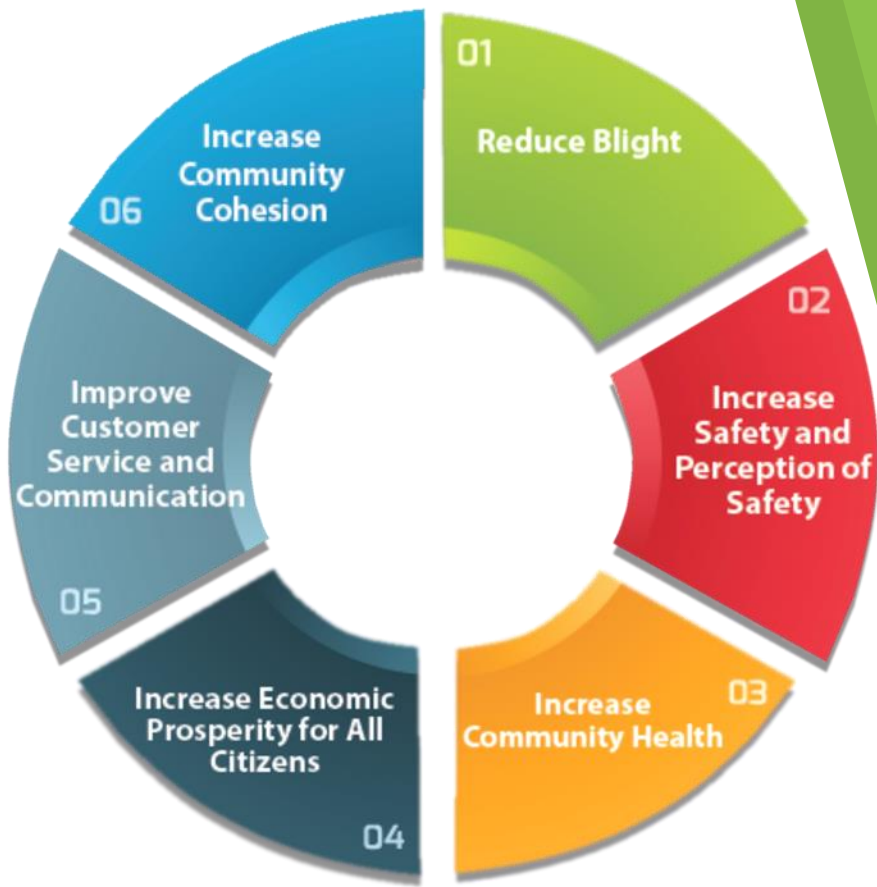 01
Reduce Blight
02
Increase
Safety and
Perception of
Safety
03
Increase
Community Health
04
Increase Economic
Prosperity for All
Citizens
05
Improve
Customer
Service and
Communication
06
Increase
Community
Cohesion